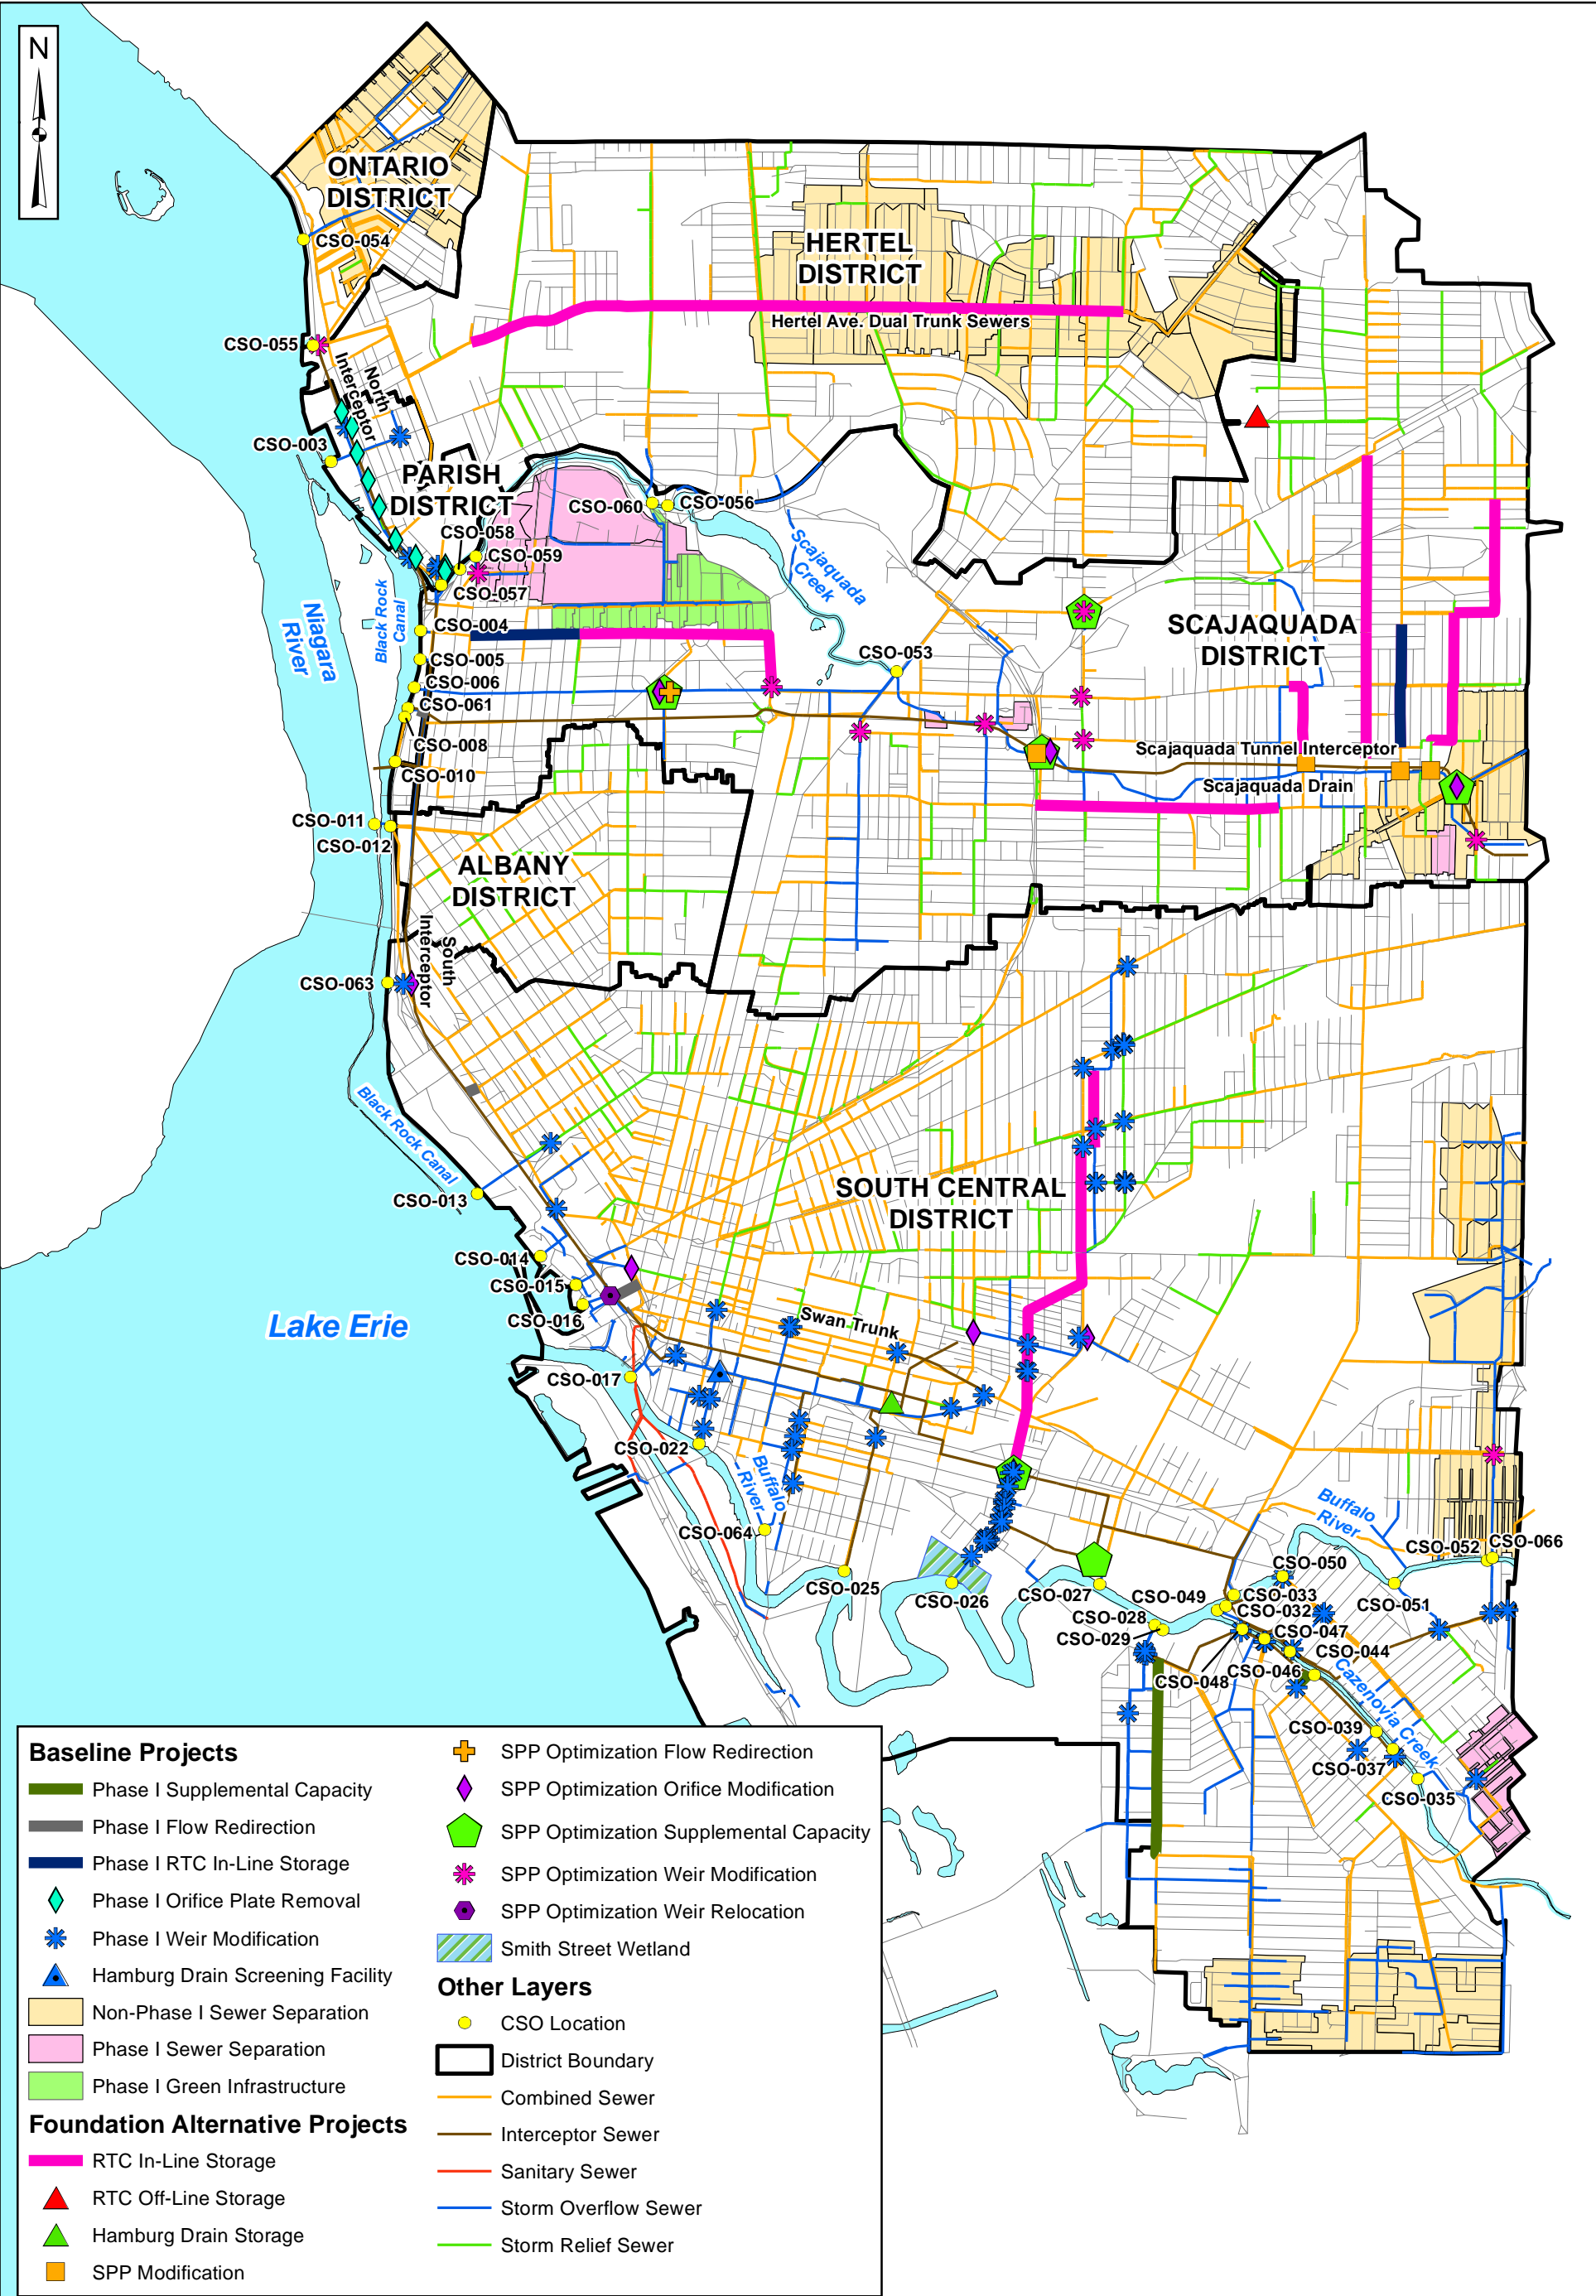 N
ONTARIO
DISTRICT
CSO-054
HERTEL
DISTRICT
Hertel Ave. Dual Trunk Sewers
CSO-055
North
Interceptor
CSO-003
PARISH
DISTRICT
CSO-060
CSO-056
CSO-058
CSO-059
CSO-057
Scajaquada
Creek
Niagara
River
Black Rock
Canal
CSO-004
CSO-005
CSO-006
CSO-061
CSO-008
CSO-010
CSO-053
SCAJAQUADA
DISTRICT
Scajaquada Tunnel Interceptor
Scajaquada Drain
CSO-011
CSO-012
ALBANY
DISTRICT
South
Interceptor
CSO-063
Black Rock Canal
CSO-013
SOUTH CENTRAL
DISTRICT
CSO-014
CSO-015
CSO-016
Lake Erie
Swan Trunk
CSO-017
CSO-022
Buffalo
River
CSO-064
CSO-025
CSO-026
CSO-027
CSO-028
CSO-029
CSO-049
CSO-050
CSO-033
CSO-032
CSO-047
CSO-044
CSO-046
CSO-048
Buffalo
River
CSO-052
CSO-066
CSO-051
Cazenovia Creek
CSO-039
CSO-037
CSO-035
Baseline Projects
Phase I Supplemental Capacity
Phase I Flow Redirection
Phase I RTC In-Line Storage
Phase I Orifice Plate Removal
Phase I Weir Modification
Hamburg Drain Screening Facility
Non-Phase I Sewer Separation
Phase I Sewer Separation
Phase I Green Infrastructure
Foundation Alternative Projects
RTC In-Line Storage
RTC Off-Line Storage
Hamburg Drain Storage
SPP Modification
SPP Optimization Flow Redirection
SPP Optimization Orifice Modification
SPP Optimization Supplemental Capacity
SPP Optimization Weir Modification
SPP Optimization Weir Relocation
Smith Street Wetland
Other Layers
CSO Location
District Boundary
Combined Sewer
Interceptor Sewer
Sanitary Sewer
Storm Overflow Sewer
Storm Relief Sewer